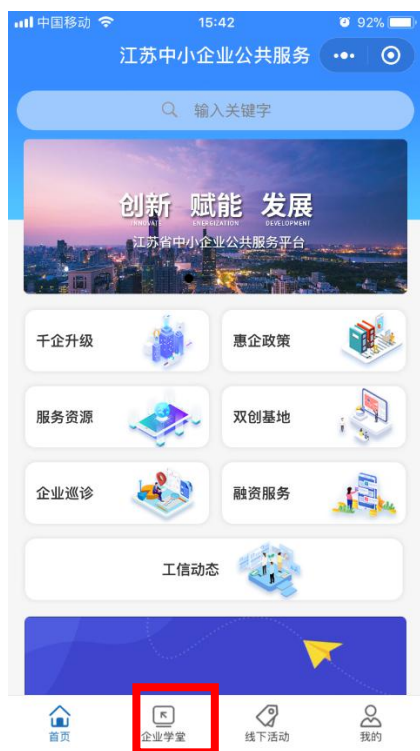 中国移动 15:42 92%
江苏中小企业公共服务
输入关键字
创新 赋能 发展
INNOVATE ENERGIZATION DEVELOPMENT
江苏省中小企业公共服务平台
千企升级 惠企政策
服务资源 双创基地
企业巡诊 融资服务
工信动态
首页 企业学堂 线下活动 我的